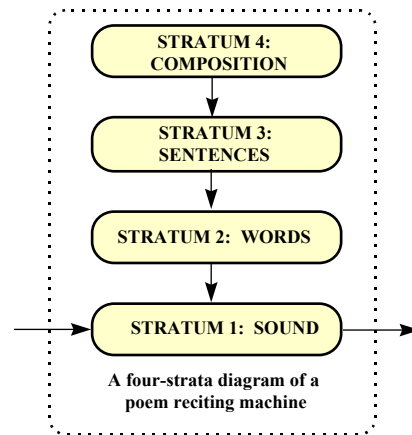 STRATUM 4:
COMPOSITION
STRATUM 3:
SENTENCES
STRATUM 2: WORDS
STRATUM 1: SOUND
A four-strata diagram of a
poem reciting machine